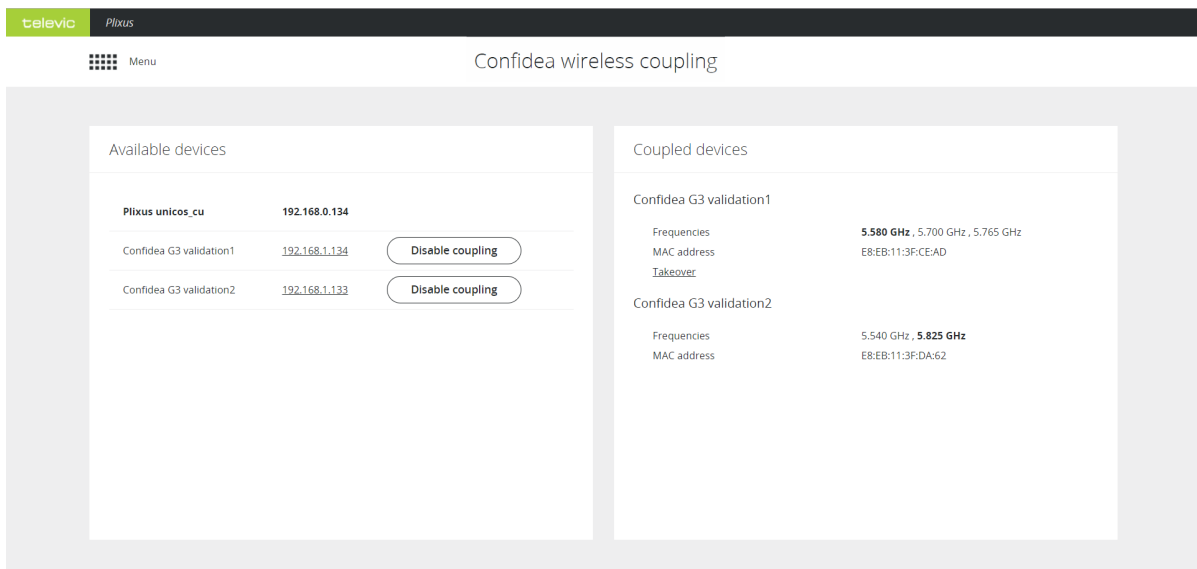 televic Plixus
Menu
Confidea wireless coupling
Available devices
Plixus unicos_cu 192.168.0.134
Confidea G3 validation1 192.168.1.134 Disable coupling
Confidea G3 validation2 192.168.1.133 Disable coupling
Coupled devices
Confidea G3 validation1
Frequencies 5.580 GHz , 5.700 GHz , 5.765 GHz
MAC address E8:EB:11:3F:CE:AD
Takeover
Confidea G3 validation2
Frequencies 5.540 GHz , 5.825 GHz
MAC address E8:EB:11:3F:DA:62